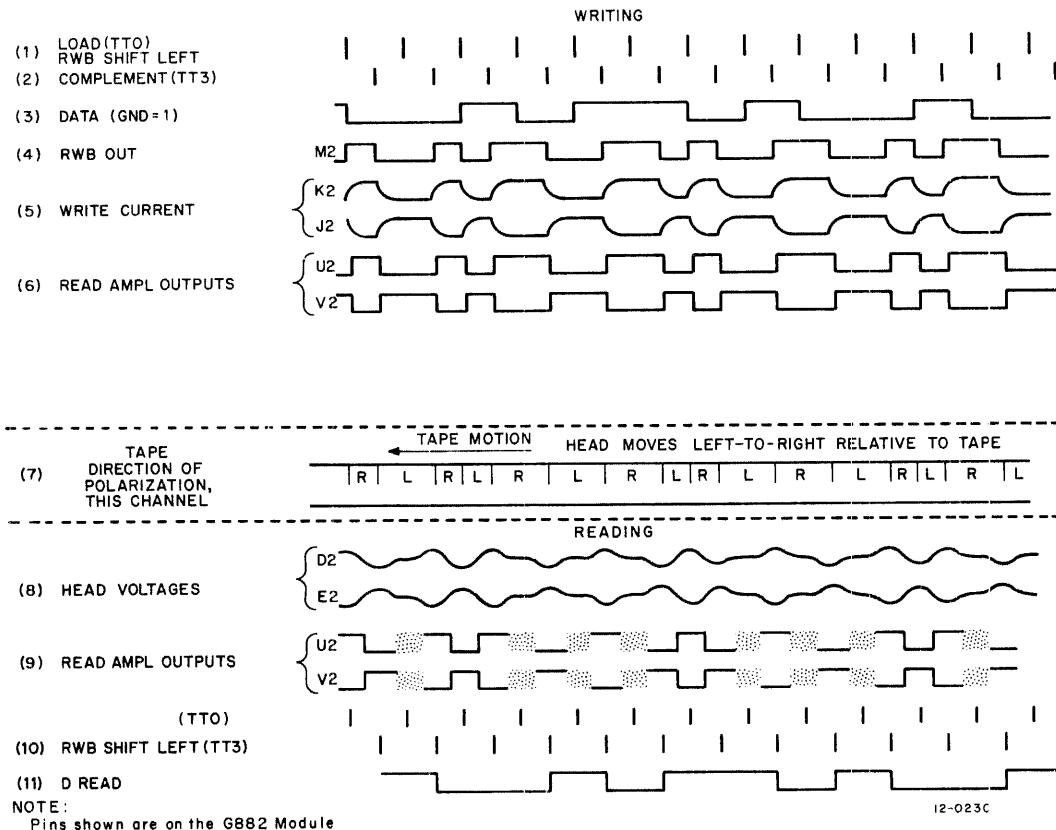 WRITING
(1) LOAD (TTO)
RWB SHIFT LEFT
(2) COMPLEMENT (TT3)
(3) DATA (GND=1)
(4) RWB OUT M2
(5) WRITE CURRENT K2
J2
(6) READ AMPL OUTPUTS U2
V2
TAPE MOTION HEAD MOVES LEFT-TO-RIGHT RELATIVE TO TAPE
(7) TAPE
DIRECTION OF
POLARIZATION,
THIS CHANNEL
R L R L R L R L R L R L R L R L
READING
(8) HEAD VOLTAGES D2
E2
(9) READ AMPL OUTPUTS U2
V2
(TTO)
(10) RWB SHIFT LEFT (TT3)
(11) D READ
NOTE:
Pins shown are on the G882 Module
12-023C